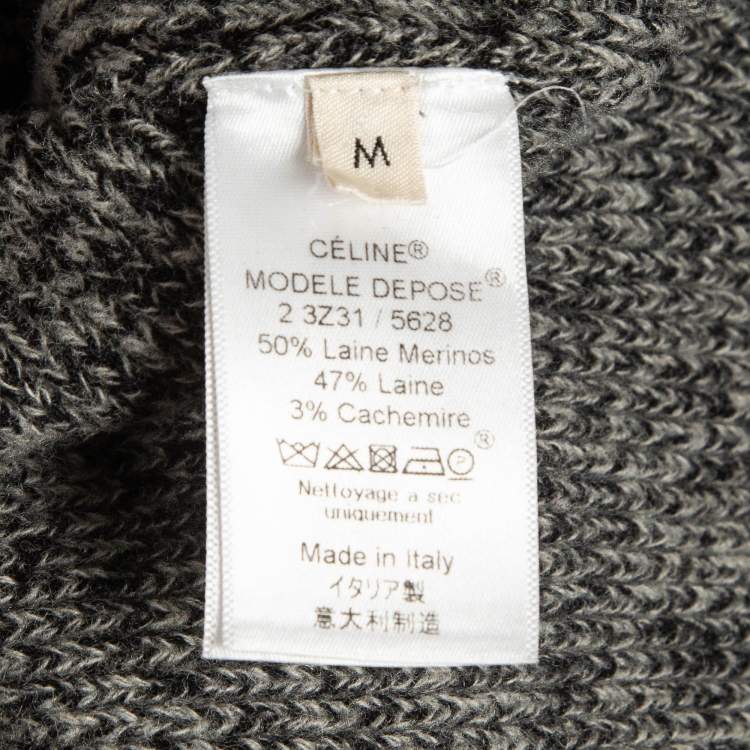 M
CÉLINE®
MODELE DEPOSE®
2 3Z31 / 5628
50% Laine Merinos
47% Laine
3% Cachemire
®
Nettoyage a sec
uniquement
Made in Italy
イタリア製
意大利制造